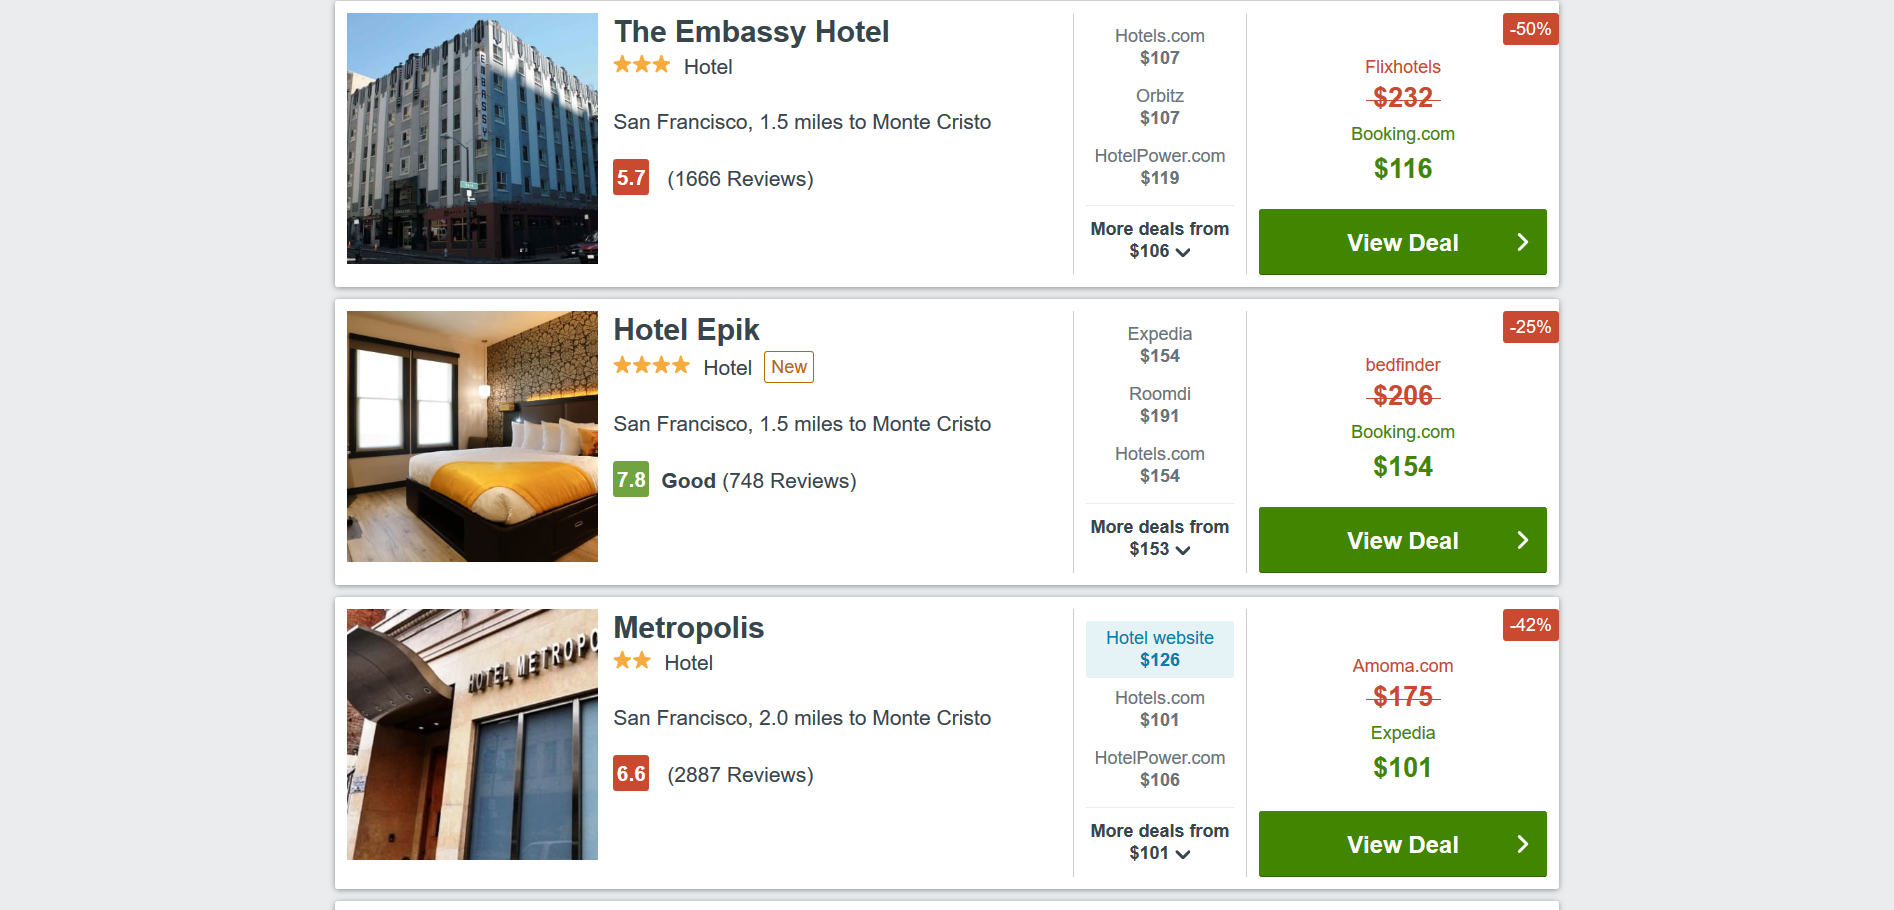 The Embassy Hotel
Hotel
San Francisco, 1.5 miles to Monte Cristo
5.7 (1666 Reviews)
EMBASSY
Hotels.com
$107
Orbitz
$107
HotelPower.com
$119
More deals from
$106
-50%
Flixhotels
$232
Booking.com
$116
View Deal
Hotel Epik
Hotel New
San Francisco, 1.5 miles to Monte Cristo
7.8 Good (748 Reviews)
Expedia
$154
Roomdi
$191
Hotels.com
$154
More deals from
$153
-25%
bedfinder
$206
Booking.com
$154
View Deal
Metropolis
Hotel
San Francisco, 2.0 miles to Monte Cristo
6.6 (2887 Reviews)
HOTEL METROPO
Hotel website
$126
Hotels.com
$101
HotelPower.com
$106
More deals from
$101
-42%
Amoma.com
$175
Expedia
$101
View Deal